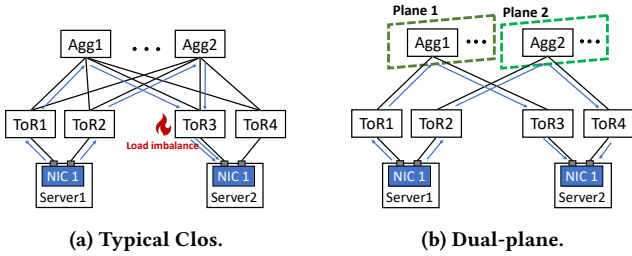 Plane 1
Plane 2
Agg1
• • •
Agg2
Agg1
•••
Agg2
•••
ToR1
ToR2
ToR3
ToR4
ToR1
ToR2
ToR3
ToR4
Load imbalance
NIC 1
NIC 1
NIC 1
NIC 1
Server1
Server2
Server1
Server2
(a) Typical Clos.
(b) Dual-plane.